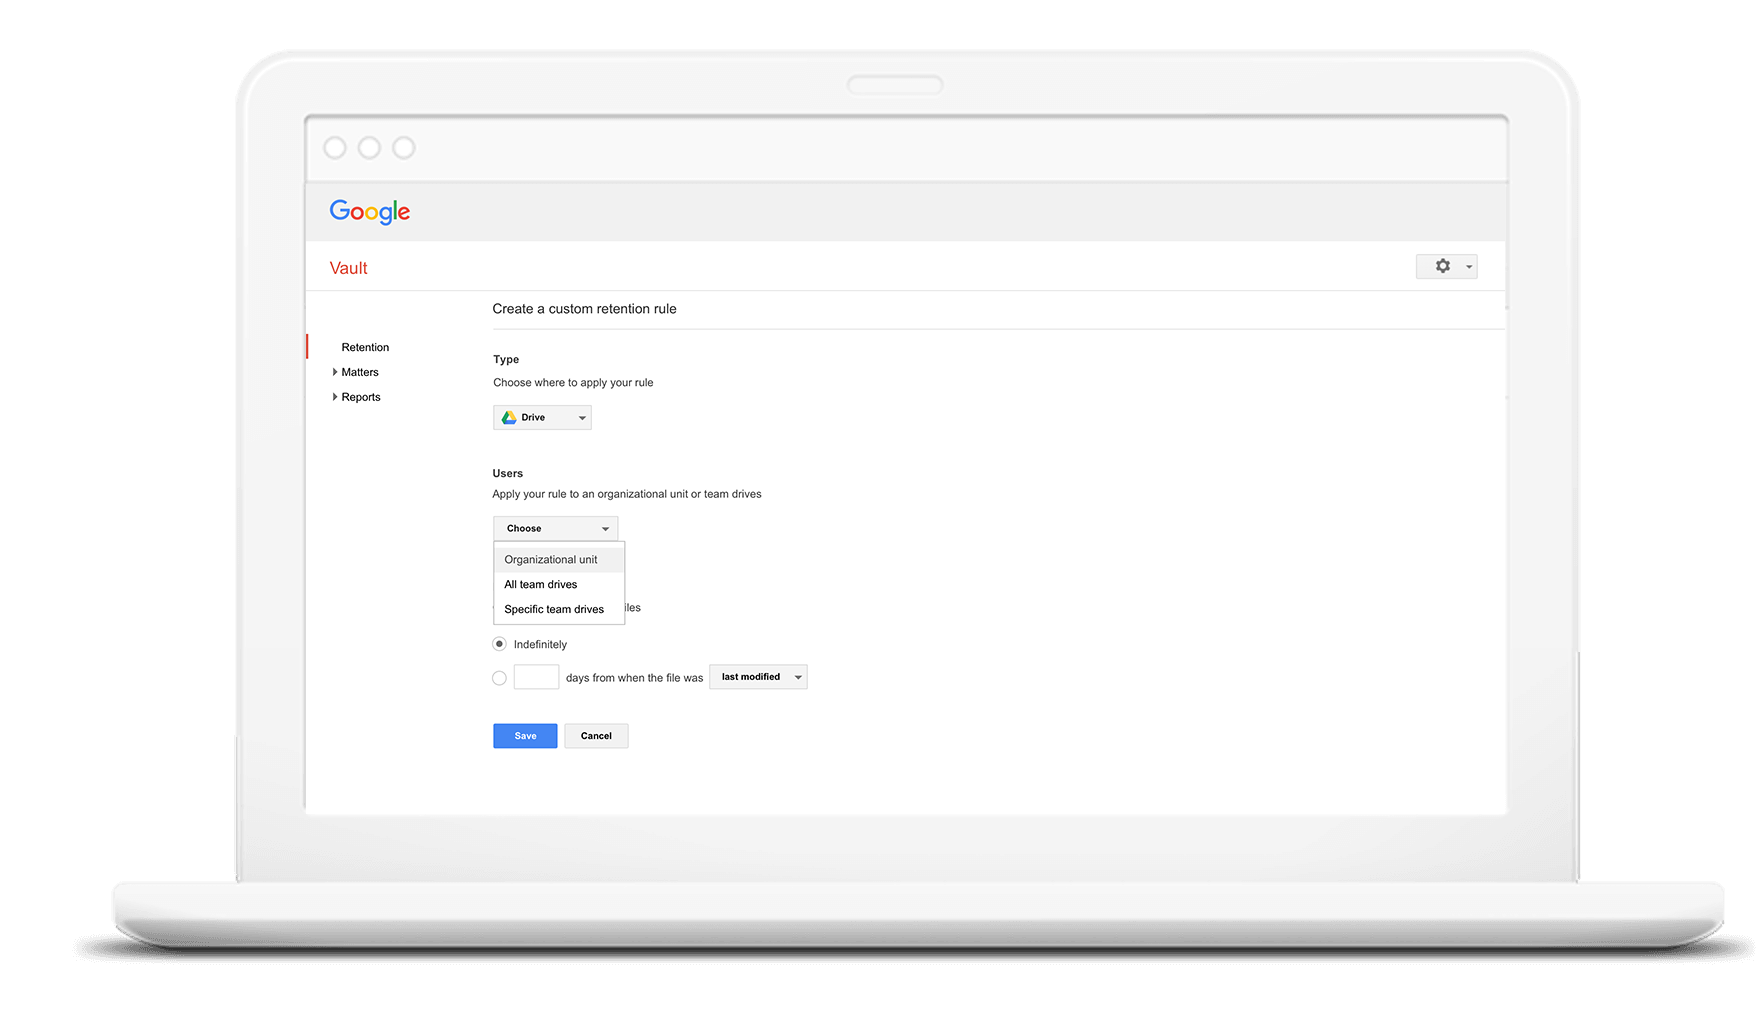 Google
Vault
Create a custom retention rule
Retention
Matters
Reports
Type
Choose where to apply your rule
Drive
Users
Apply your rule to an organizational unit or team drives
Choose
Organizational unit
All team drives
Specific team drives
Indefinitely
days from when the file was last modified
Save Cancel